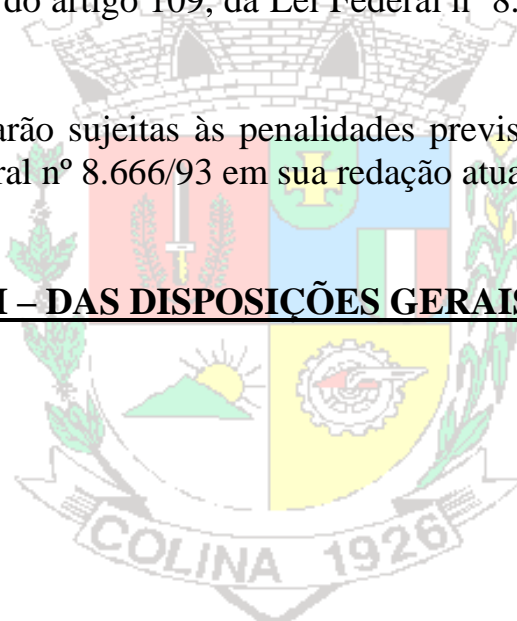 do artigo 109, da Lei Federal nº 8.
arão sujeitas às penalidades previs
ral nº 8.666/93 em sua redação atua
I – DAS DISPOSIÇÕES GERAIS
COLINA 1926